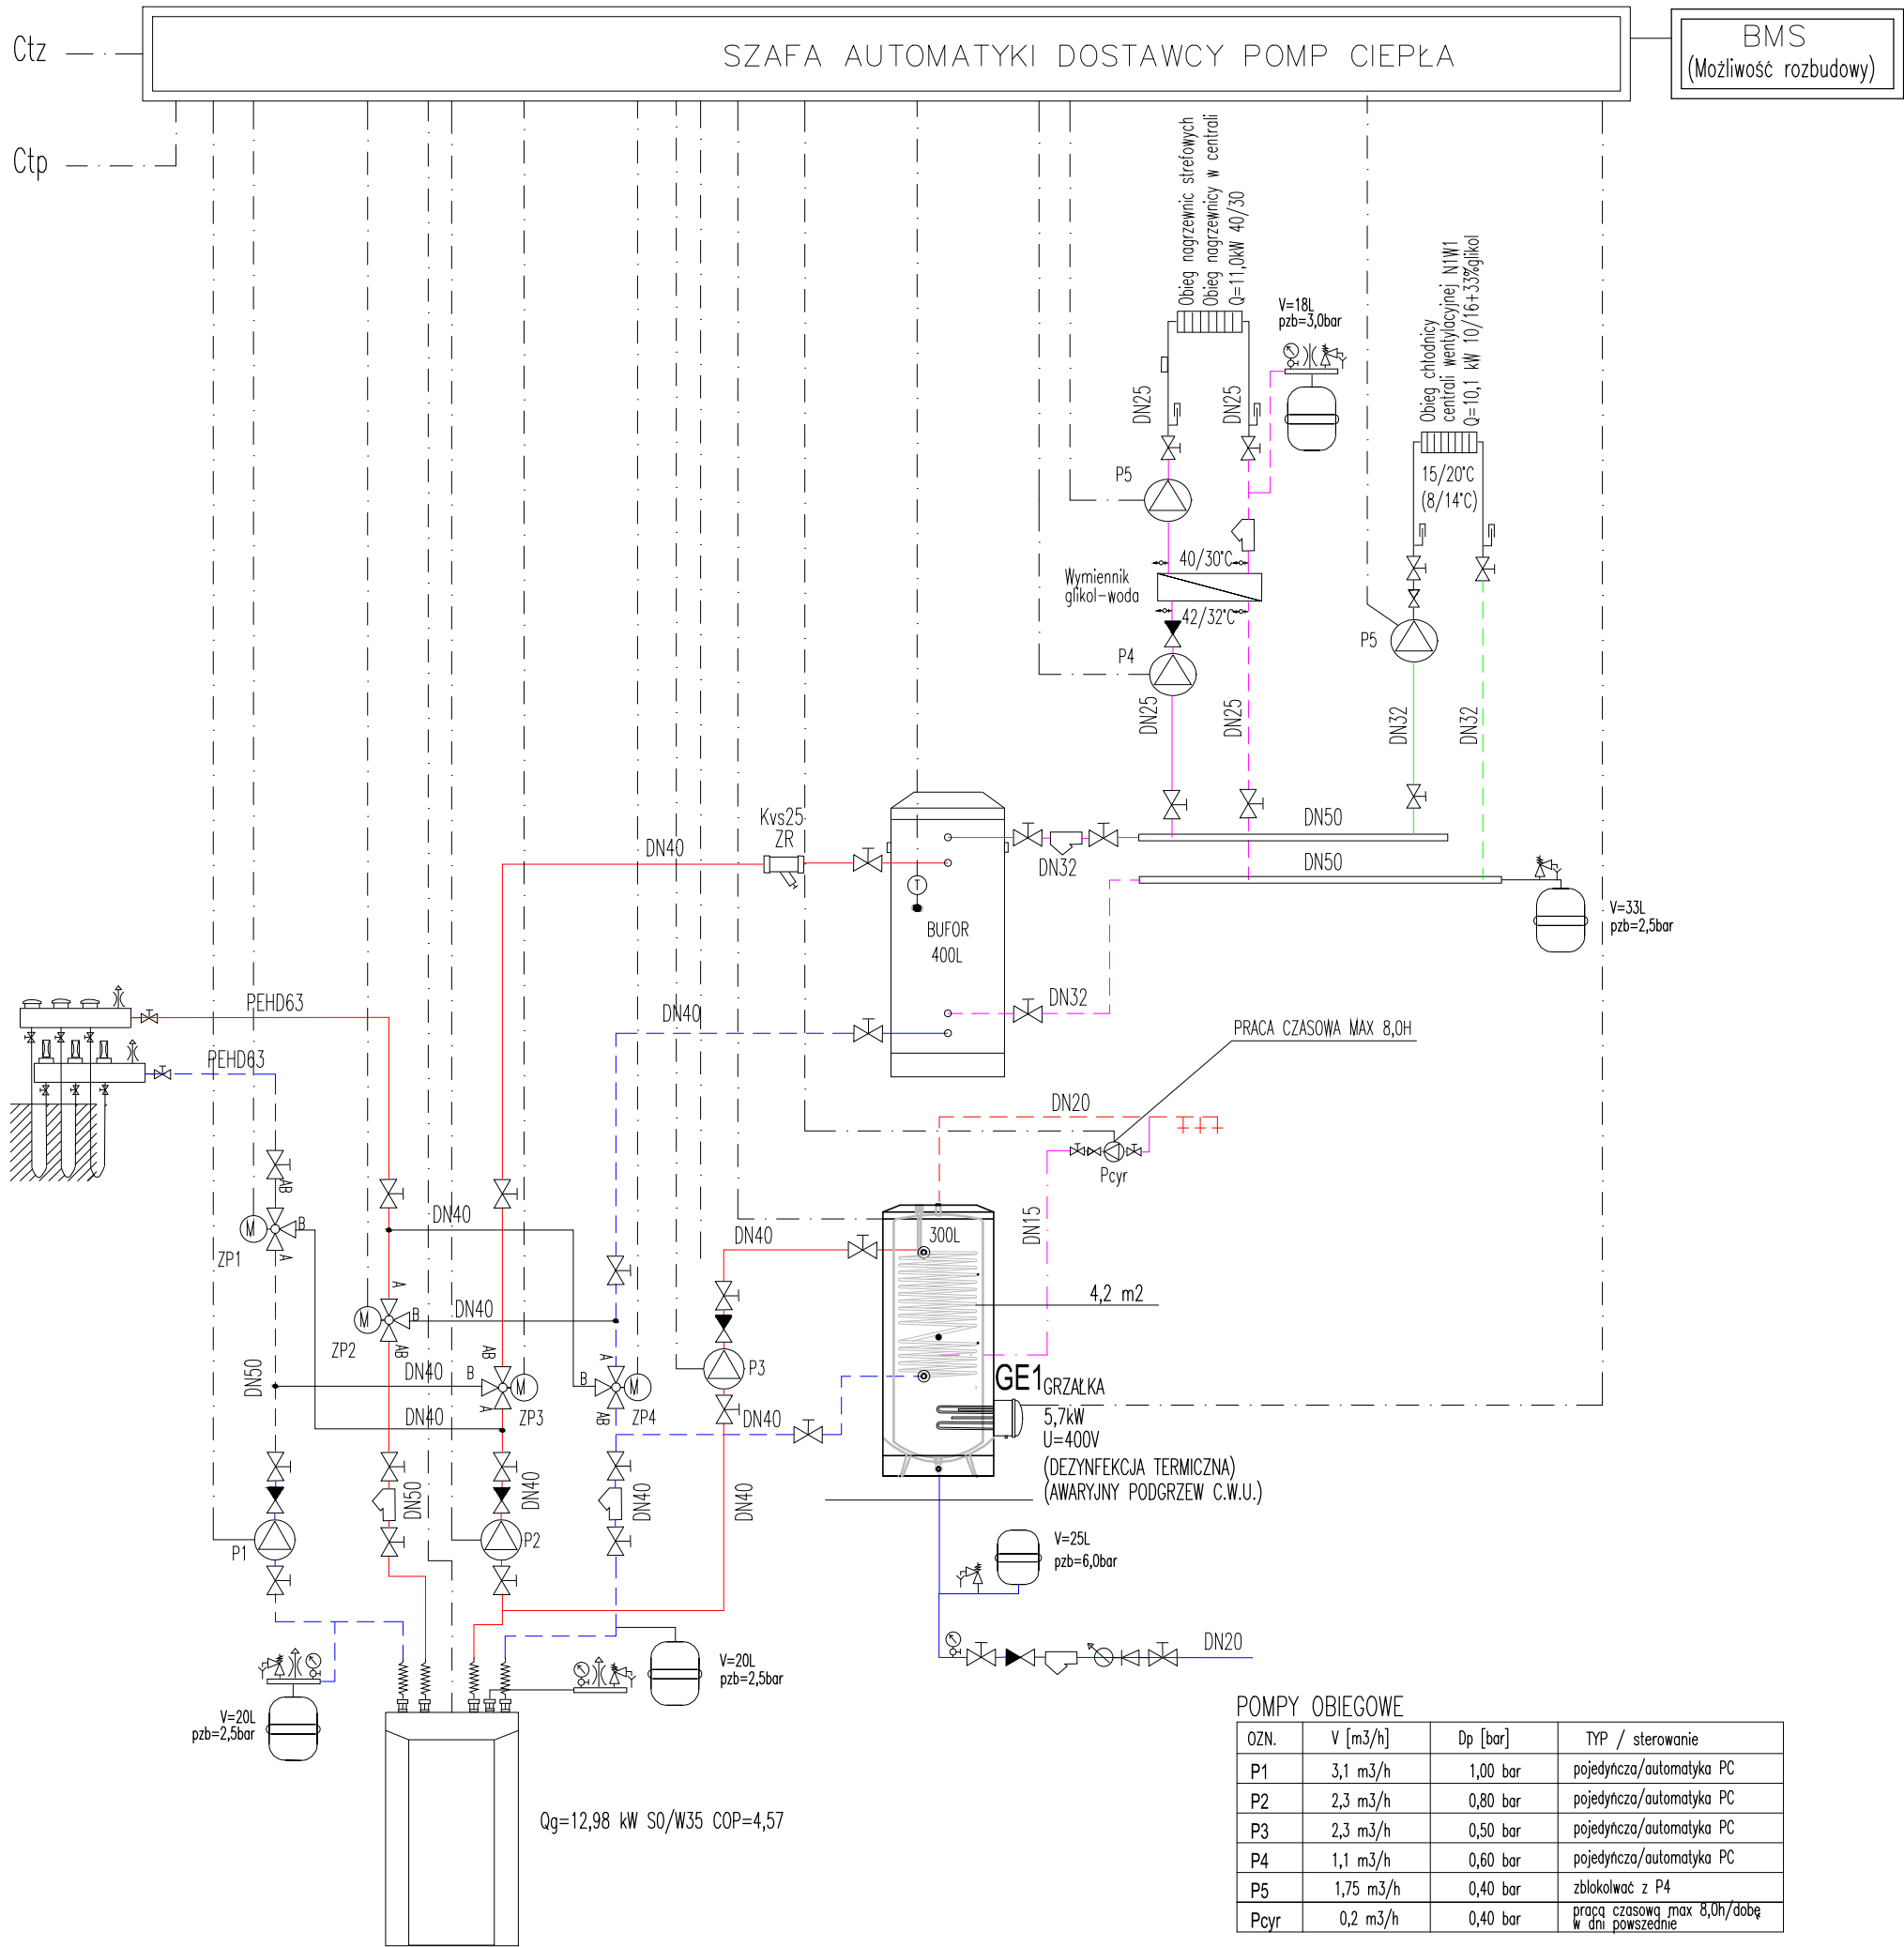 Ctz
SZAFA AUTOMATYKI DOSTAWCY POMP CIEPŁA
BMS
(Możliwość rozbudowy)
Ctp
Obieg nagrzewnic strefowych
Obieg nagrzewnicy w centrali
Q=11,0kW 40/30
V=18L
pzb=3,0bar
Obieg chłodnicy
centrali wentylacyjnej N1W1
Q=10,1 kW 10/16+33%glikol
DN25
DN25
15/20°C
(8/14°C)
P5
40/30°C
Wymiennik
glikol-woda
42/32°C
P4
P5
DN25
DN25
DN32
DN32
Kvs25
ZR
DN40
DN50
DN32
DN50
V=33L
pzb=2,5bar
T
BUFOR
400L
DN32
DN40
PEHD63
PEHD63
PRACA CZASOWA MAX 8,0H
DN20
Pcyr
DN15
AB
B
M
A
ZP1
DN40
DN40
300L
4,2 m2
A
B
M
AB
ZP2
DN40
DN50
DN40
AB
B
M
A
ZP3
A
B
M
AB
ZP4
P3
DN40
DN40
DN40
GE1
GRZAŁKA
5,7kW
U=400V
(DEZYNFEKCJA TERMICZNA)
(AWARYJNY PODGRZEW C.W.U.)
DN50
DN40
DN40
DN40
P1
P2
V=25L
pzb=6,0bar
DN20
V=20L
pzb=2,5bar
V=20L
pzb=2,5bar
Qg=12,98 kW S0/W35 COP=4,57
POMPY OBIEGOWE
OZN. V [m3/h] Dp [bar] TYP / sterowanie
P1 3,1 m3/h 1,00 bar pojedyńcza/automatyka PC
P2 2,3 m3/h 0,80 bar pojedyńcza/automatyka PC
P3 2,3 m3/h 0,50 bar pojedyńcza/automatyka PC
P4 1,1 m3/h 0,60 bar pojedyńcza/automatyka PC
P5 1,75 m3/h 0,40 bar zblokolwać z P4
Pcyr 0,2 m3/h 0,40 bar pracą czasową max 8,0h/dobę
w dni powszednie